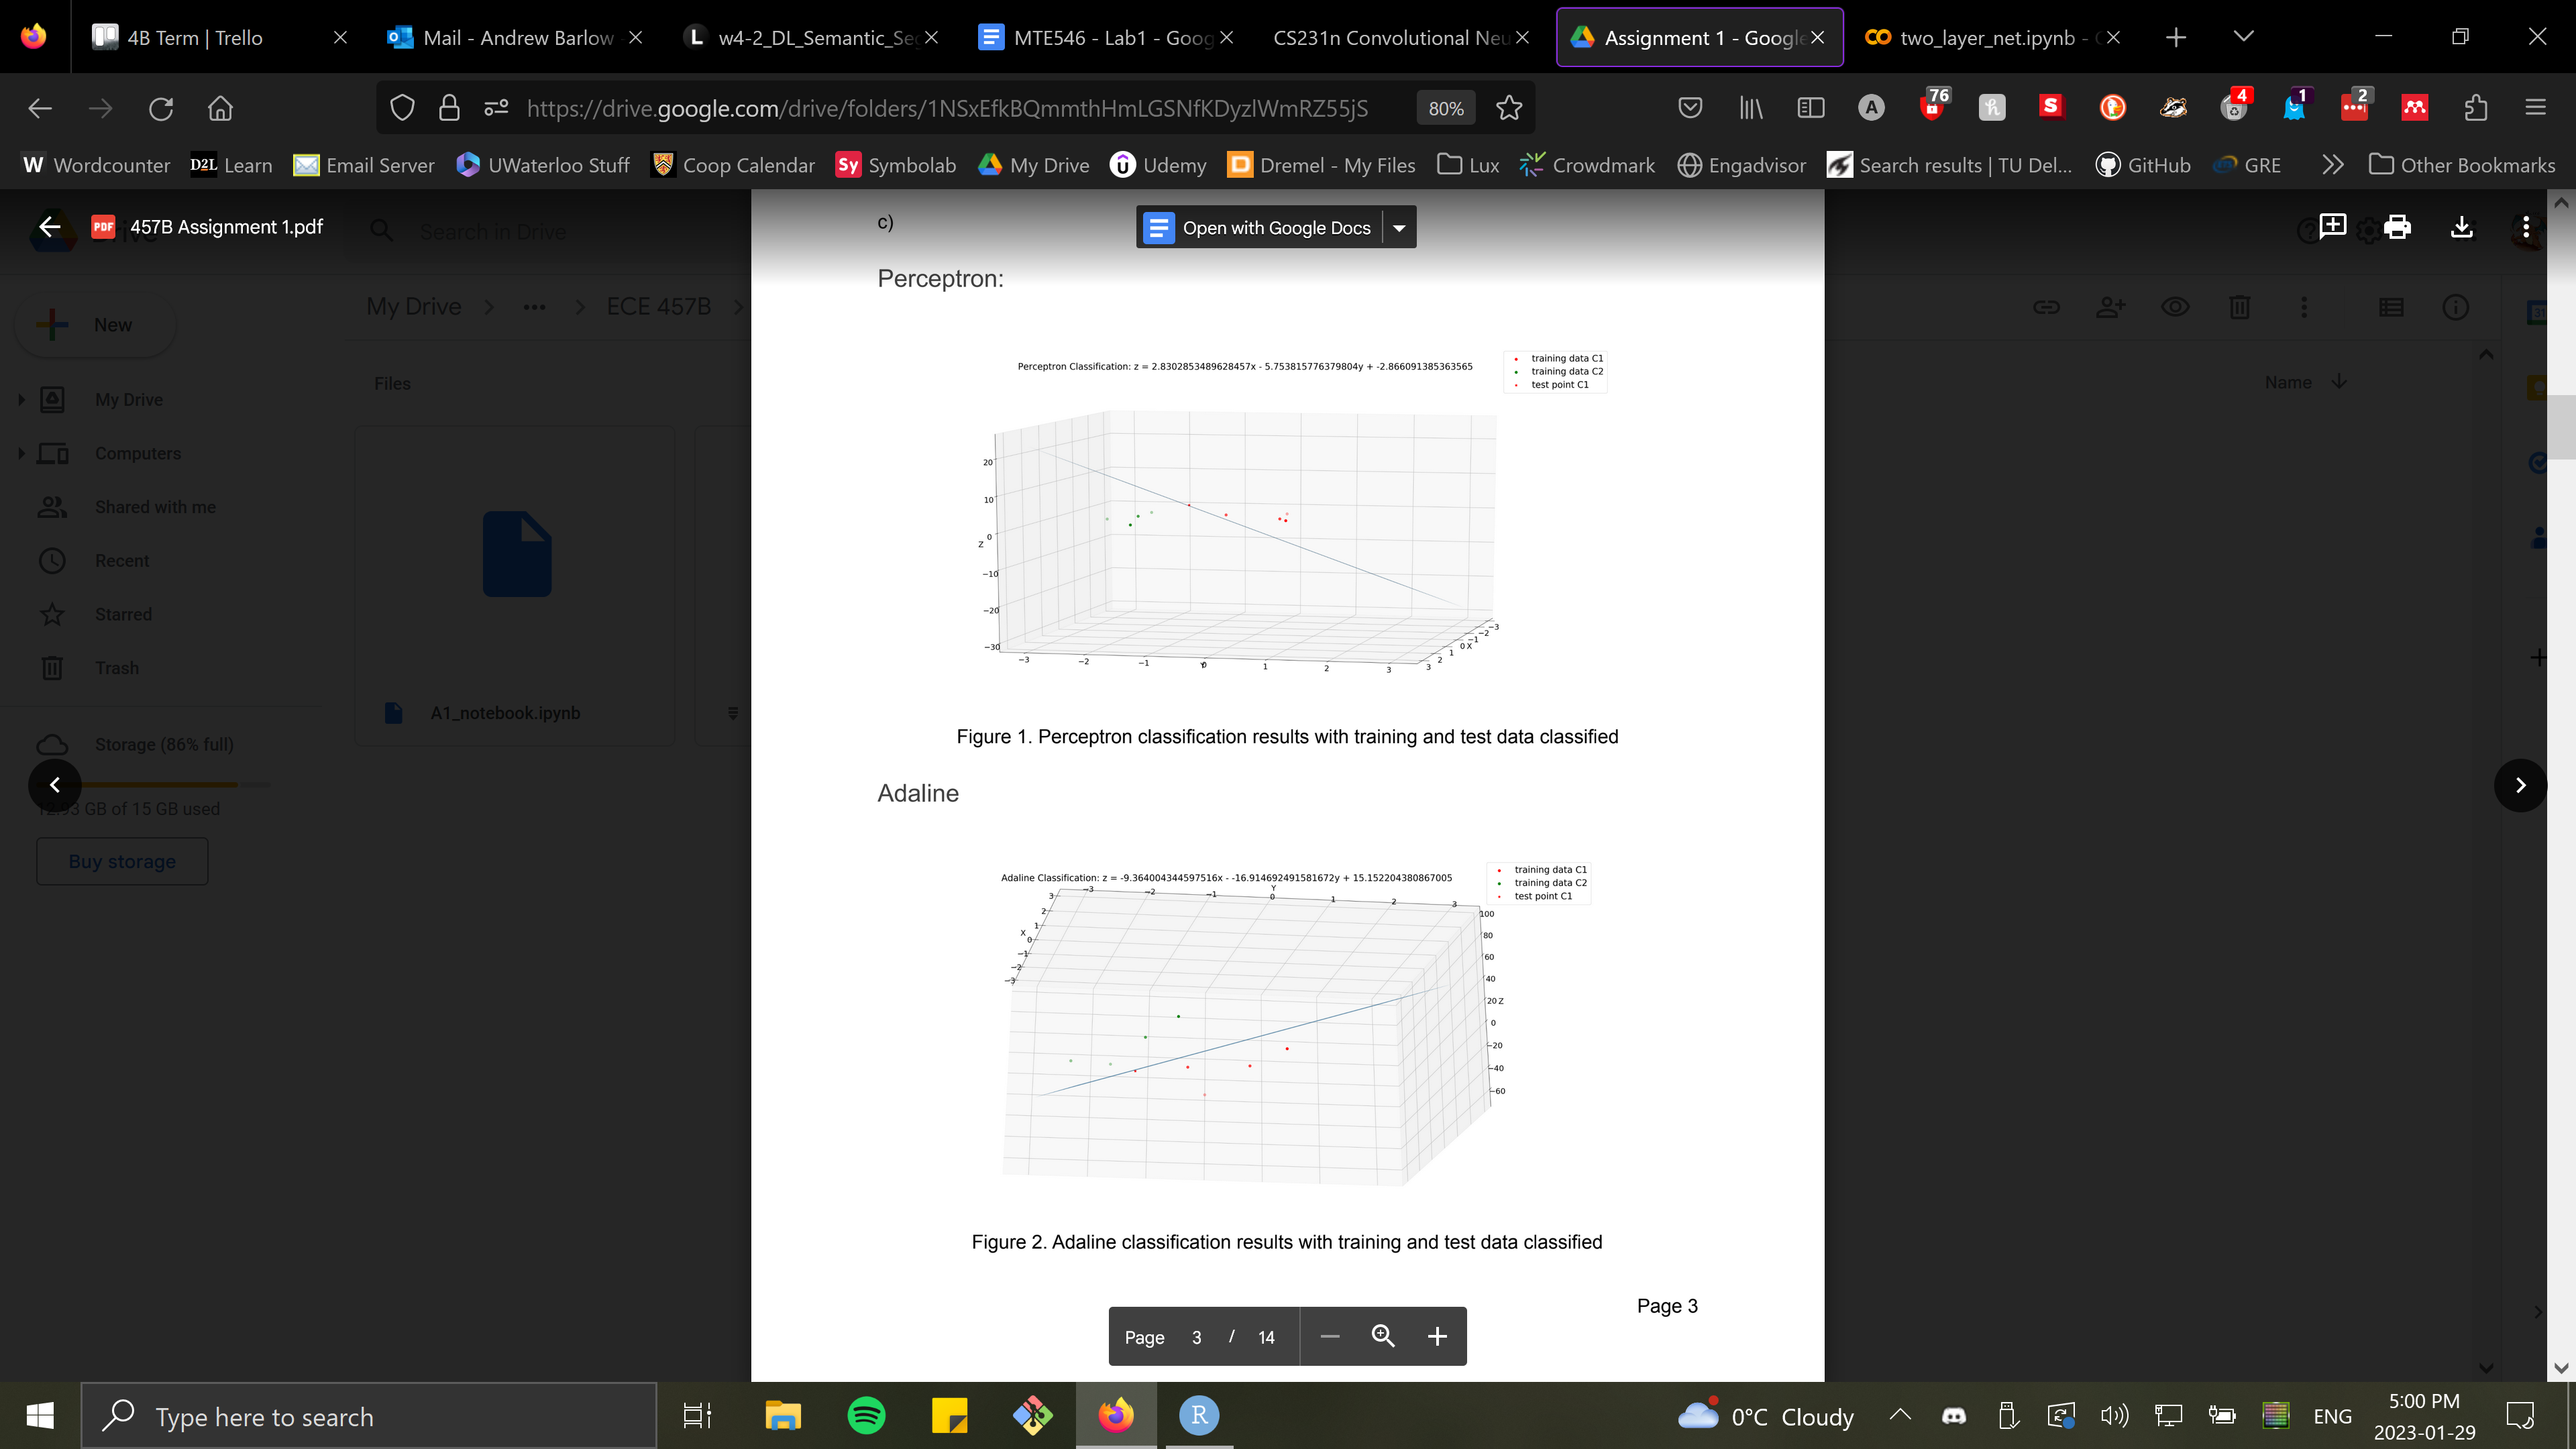 4B Term | Trello
Mail - Andrew Barlow
w4-2_DL_Semantic_Seg
MTE546 - Lab1 - Goog
CS231n Convolutional Neu
Assignment 1 - Google
two_layer_net.ipynb -
https://drive.google.com/drive/folders/1NSxEfkBQmmthHmLGSNfKDyzlWmRZ55jS
80%
76
4
1
2
W Wordcounter
D2L Learn
Email Server
UWaterloo Stuff
Coop Calendar
Sy Symbolab
My Drive
Udemy
Dremel - My Files
Lux
Crowdmark
Engadvisor
Search results | TU Del...
GitHub
GRE
Other Bookmarks
PDF 457B Assignment 1.pdf
Search in Drive
Open with Google Docs
New
My Drive
Computers
Shared with me
Recent
Starred
Trash
Storage (86% full)
12.93 GB of 15 GB used
Buy storage
My Drive > ... > ECE 457B >
Files
Name
A1_notebook.ipynb
c)
Perceptron:
Perceptron Classification: z = 2.8302853489628457x - 5.753815776379804y + -2.866091385363565
training data C1
training data C2
test point C1
20
10
0
Z
−10
−20
−30
−3
−2
−1
0
Y
1
2
3
3
2
1
0 X
−1
−2
−3
Figure 1. Perceptron classification results with training and test data classified
Adaline
Adaline Classification: z = -9.364004344597516x - -16.914692491581672y + 15.152204380867005
training data C1
training data C2
test point C1
Y
−3
−2
−1
0
1
2
3
3
2
1
X
0
−1
−2
−3
100
80
60
40
20 Z
0
−20
−40
−60
Figure 2. Adaline classification results with training and test data classified
Page 3
Page 3 / 14
Type here to search
R
0°C Cloudy
ENG
5:00 PM
2023-01-29